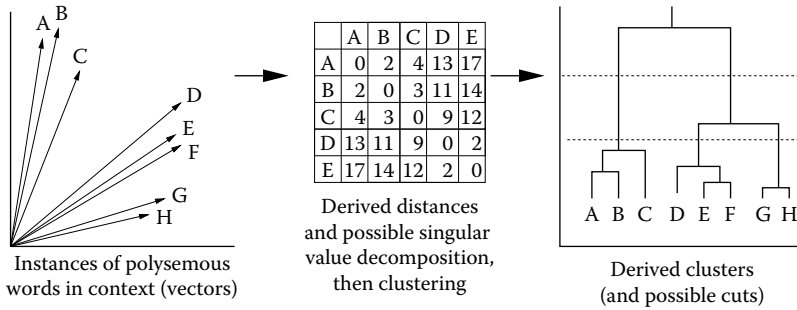 A
B
C
D
E
F
G
H
Instances of polysemous
words in context (vectors)
A B C D E
A 0 2 4 13 17
B 2 0 3 11 14
C 4 3 0 9 12
D 13 11 9 0 2
E 17 14 12 2 0
Derived distances
and possible singular
value decomposition,
then clustering
A B C D E F G H
Derived clusters
(and possible cuts)